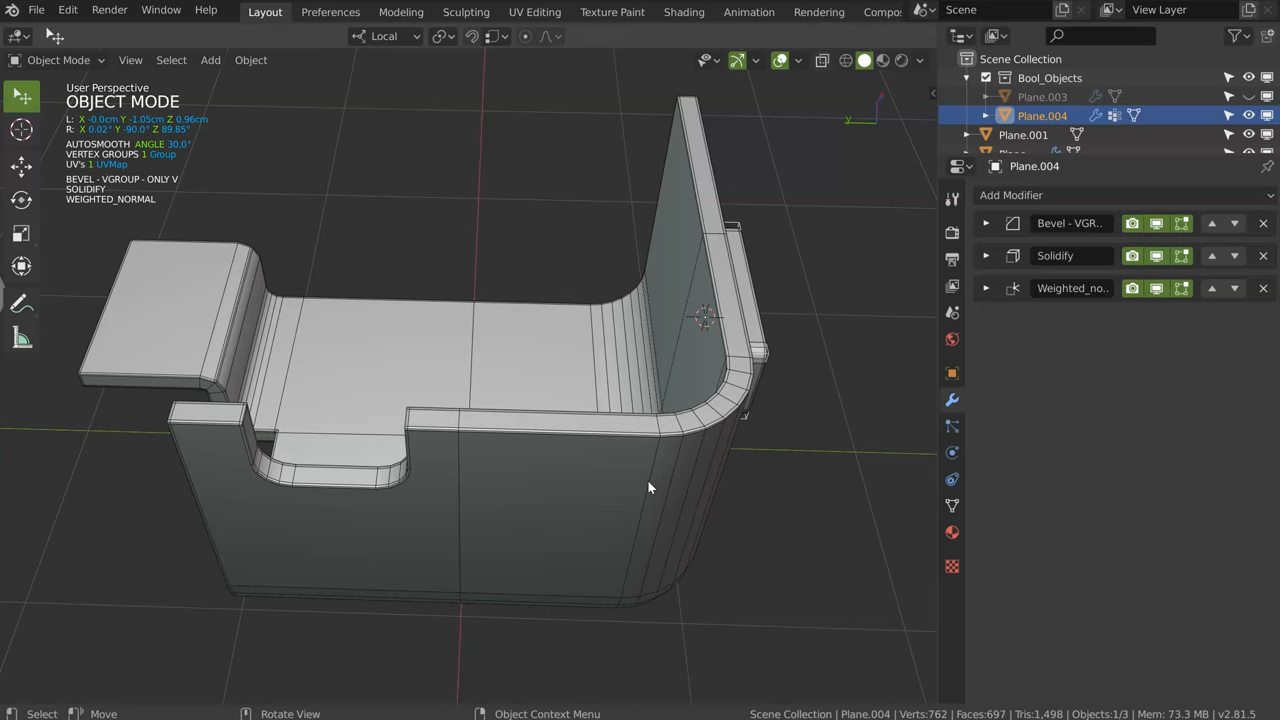 File Edit Render Window Help Layout Preferences Modeling Sculpting UV Editing Texture Paint Shading Animation Rendering Compos Scene View Layer
Local
Object Mode View Select Add Object
Scene Collection
Bool_Objects
Plane.003
Plane.004
Plane.001
User Perspective
OBJECT MODE
L: X -0.0cm Y -1.05cm Z 0.96cm
R: X 0.02° Y -90.0° Z 89.85°
AUTOSMOOTH ANGLE 30.0°
VERTEX GROUPS 1 Group
UV's 1 UVMap
BEVEL - VGROUP - ONLY V
SOLIDIFY
WEIGHTED_NORMAL
y
Plane.004
Add Modifier
Bevel - VGR..
Solidify
Weighted_no..
Select Move Rotate View Object Context Menu Scene Collection | Plane.004 | Verts:762 | Faces:697 | Tris:1,498 | Objects:1/3 | Mem: 73.3 MB | v2.81.5